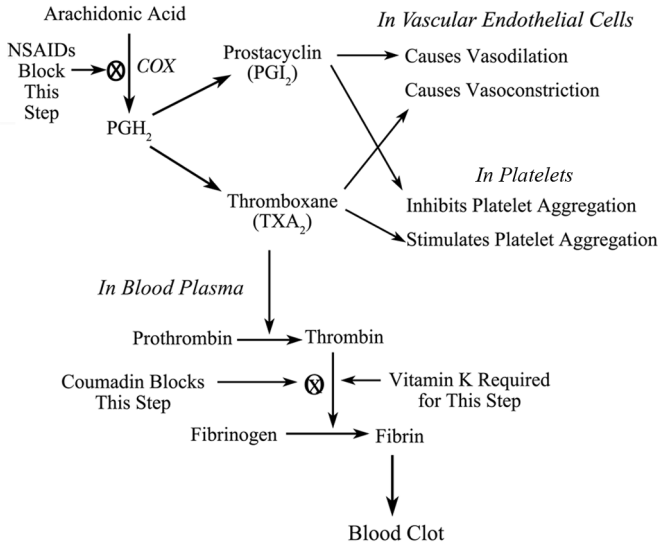 Arachidonic Acid
In Vascular Endothelial Cells
NSAIDs
Block
This
Step
COX
Prostacyclin
(PGI₂)
Causes Vasodilation
Causes Vasoconstriction
PGH₂
In Platelets
Thromboxane
(TXA₂)
Inhibits Platelet Aggregation
Stimulates Platelet Aggregation
In Blood Plasma
Prothrombin
Thrombin
Coumadin Blocks
This Step
Vitamin K Required
for This Step
Fibrinogen
Fibrin
Blood Clot